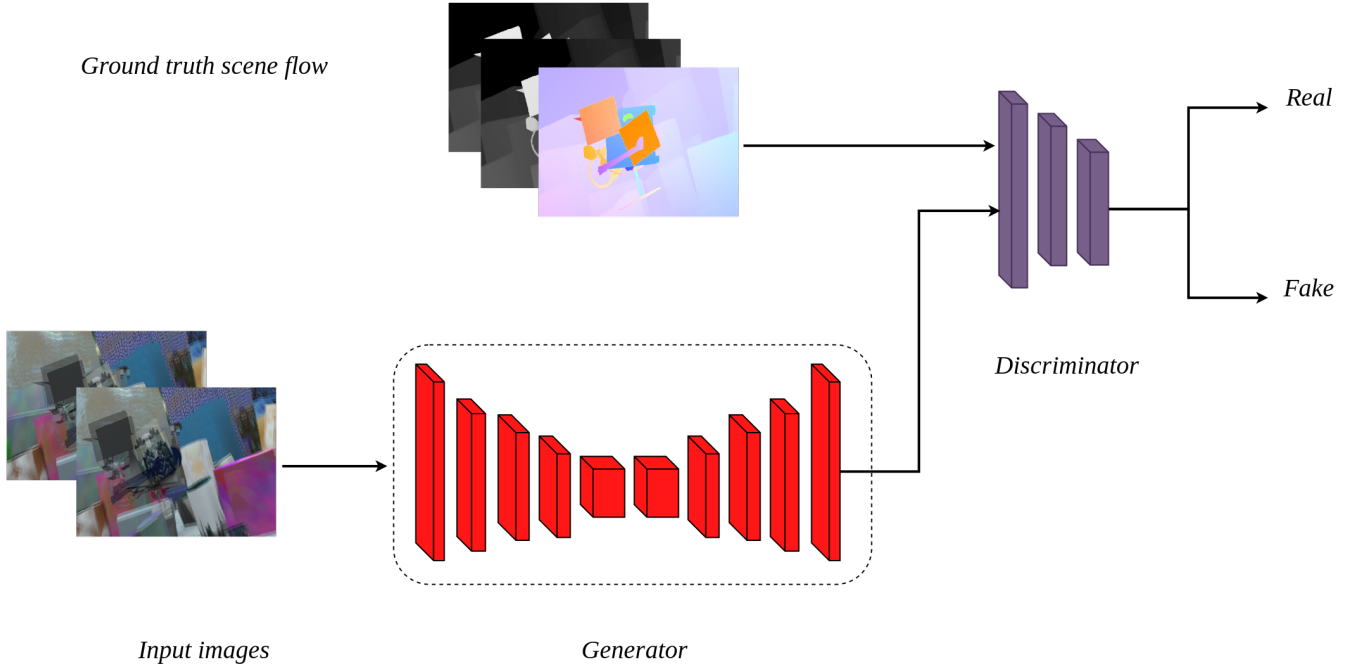 Ground truth scene flow
Real
Fake
Discriminator
Input images
Generator